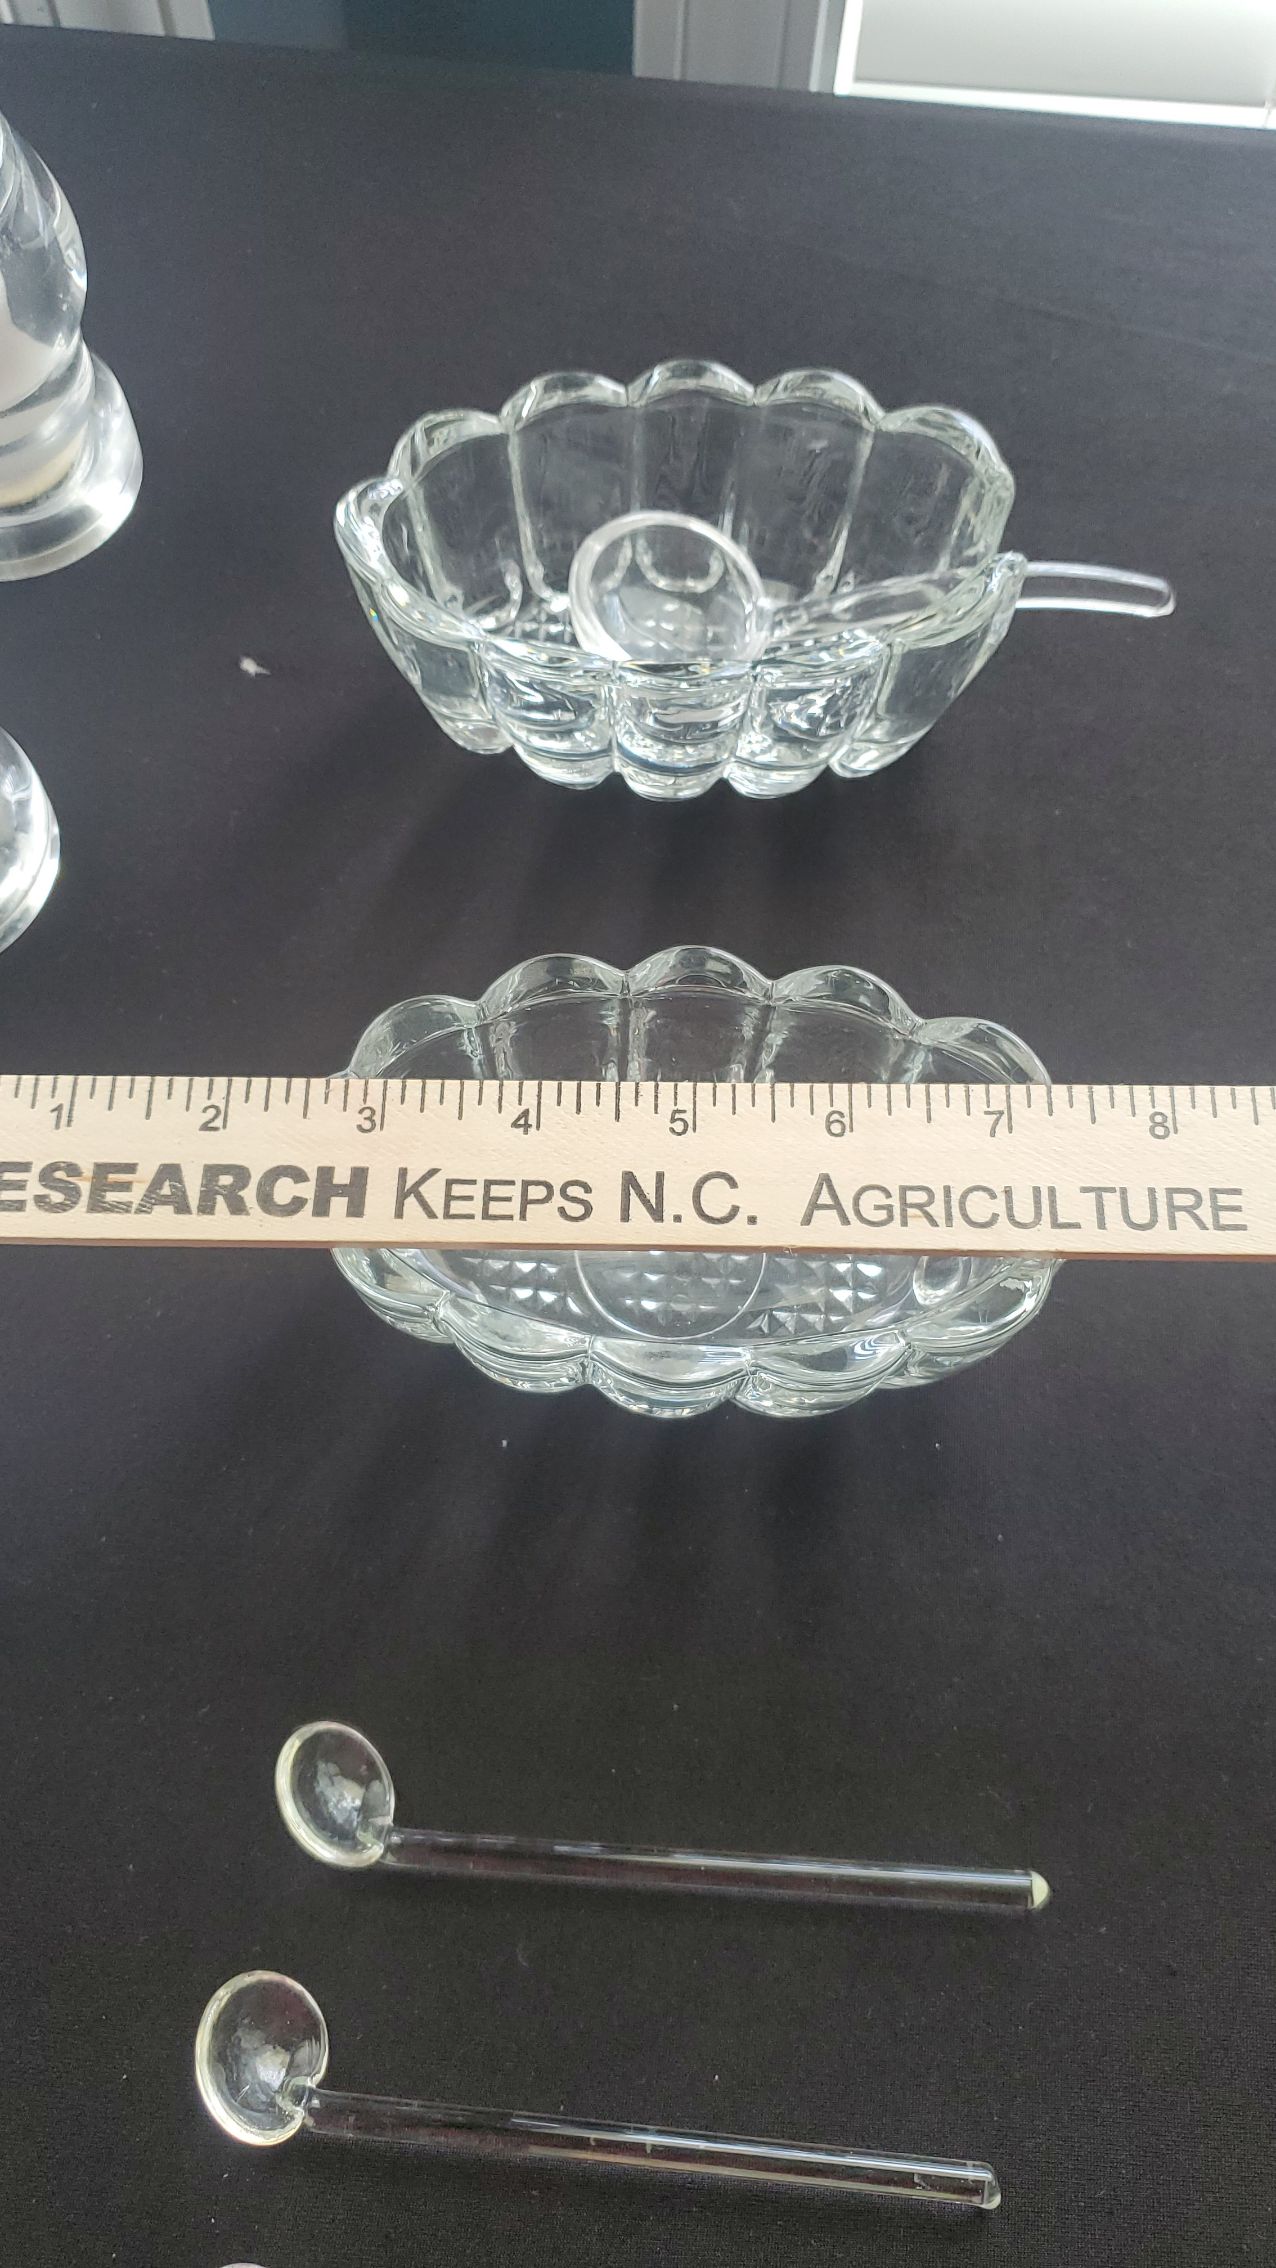 1 2 3 4 5 6 7 8
ESEARCH KEEPS N.C. AGRICULTURE